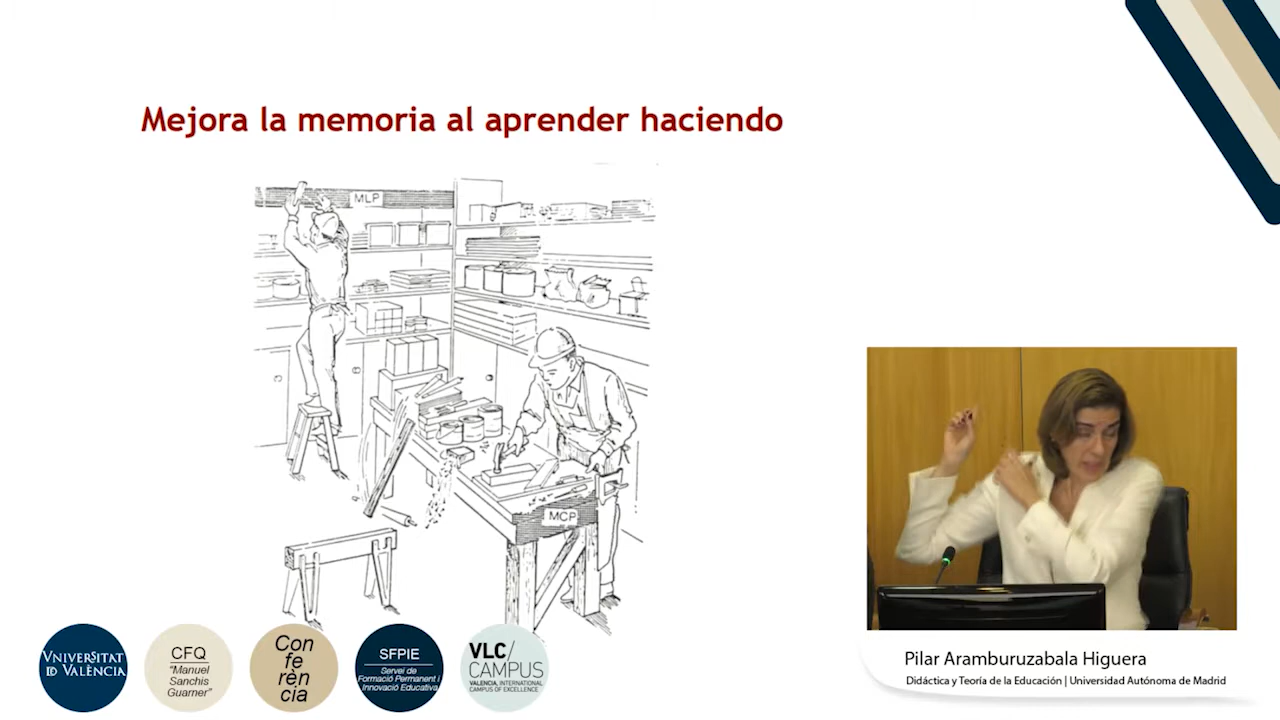 Mejora la memoria al aprender haciendo
MLP
MCP
VNIVERSITAT
ID VALÈNCIA
CFQ
"Manuel
Sanchis
Guarner"
Con
fe
rèn
cia
SFPIE
Servei de
Formació Permanent i
Innovació Educativa
VLC/
CAMPUS
VALENCIA, INTERNATIONAL
CAMPUS OF EXCELLENCE
Pilar Aramburuzabala Higuera
Didáctica y Teoría de la Educación | Universidad Autónoma de Madrid